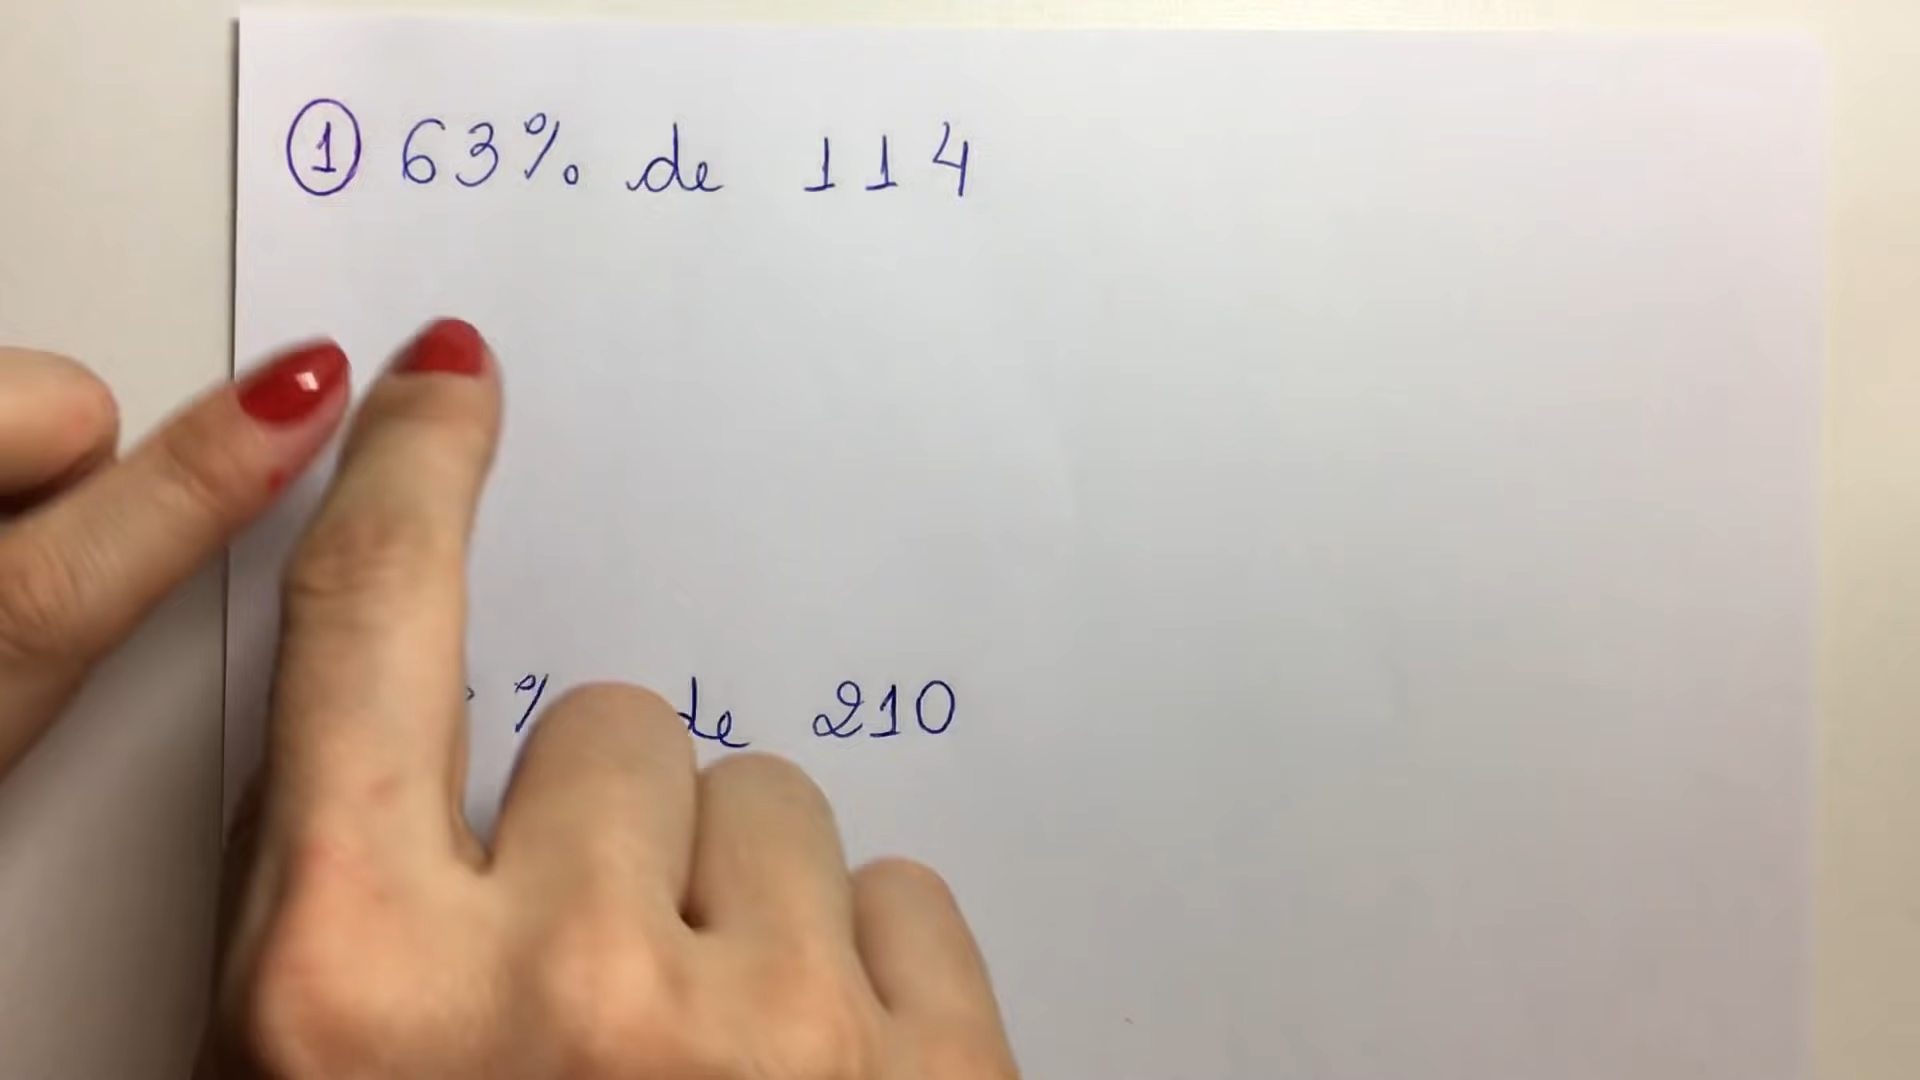 ① 63% de 114
% de 210